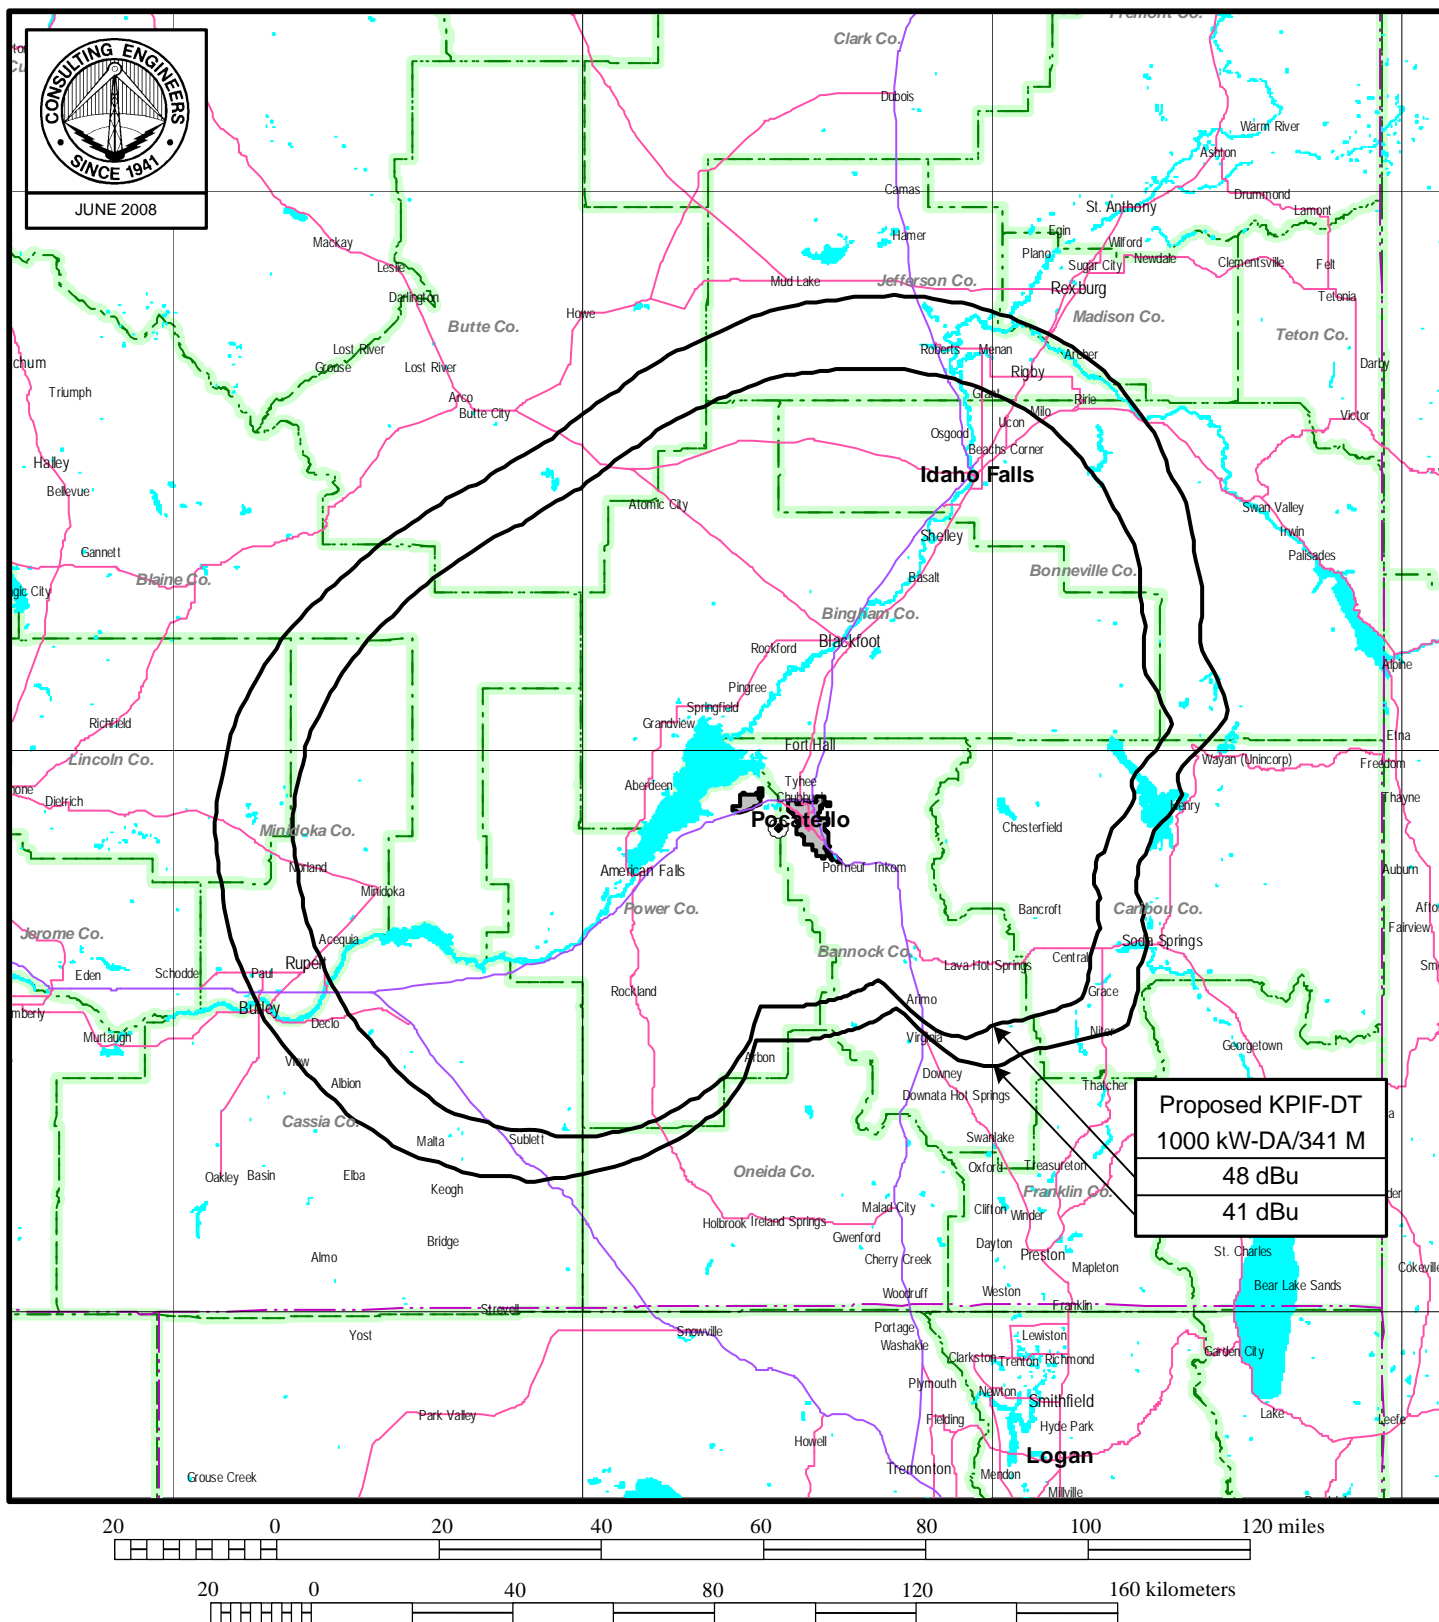 Fremont Co.
Clark Co.
CONSULTING ENGINEERS
SINCE 1941
JUNE 2008
Dubois
Warm River
Ashton
Camas
Drummond
St. Anthony
Lamont
Hamer
Egin
Mackay
Plano
Wilford
Sugar City
Newdale
Clementsville
Felt
Leslie
Mud Lake
Jefferson Co.
Rexburg
Tetonia
Darlington
Howe
Madison Co.
Butte Co.
Teton Co.
Lost River
Roberts
Menan
Archer
chum
Grouse
Lost River
Rigby
Darby
Triumph
Arco
Grant
Ririe
Butte City
Milo
Victor
Ucon
Osgood
Beachs Corner
Halley
Idaho Falls
Bellevue
Atomic City
Swan Valley
Irwin
Shelley
Gannett
Palisades
Blaine Co.
Basalt
Bonneville Co.
gic City
Bingham Co.
Blackfoot
Rockford
Alpine
Pingree
Springfield
Richfield
Grandview
Etna
Fort Hall
Lincoln Co.
Wayan (Unincorp)
Freedom
Aberdeen
Tyhee
one
Chubbuck
Thayne
Dietrich
Henry
Minidoka Co.
Pocatello
Chesterfield
Norland
American Falls
Portneuf
Inkom
Auburn
Minidoka
Power Co.
Bancroft
Caribou Co.
Afto
Jerome Co.
Acequia
Bannock Co.
Soda Springs
Fairview
Eden
Schodde
Paul
Rupert
Lava Hot Springs
Central
Sm
Rockland
Grace
mberly
Burley
Arimo
Declo
Niter
Murtaugh
Virginia
Georgetown
View
Arbon
Albion
Downey
Thatcher
Downata Hot Springs
Proposed KPIF-DT
1000 kW-DA/341 M
48 dBu
41 dBu
Cassia Co.
Malta
Sublett
Swanlake
Oakley
Basin
Elba
Oneida Co.
Oxford
Treasureton
Keogh
Franklin Co.
der
Holbrook
Ireland Springs
Malad City
Clifton
Winder
Bridge
Gwenford
Dayton
Almo
Cherry Creek
Preston
St. Charles
Mapleton
Cokeville
Woodruff
Weston
Bear Lake Sands
Strevell
Franklin
Yost
Snowville
Portage
Lewiston
Washakie
Clarkston
Trenton
Richmond
Garden City
Plymouth
Newton
Smithfield
Park Valley
Fielding
Hyde Park
Lake
Leefe
Howell
Logan
Grouse Creek
Tremonton
Mendon
Millville
20 0 20 40 60 80 100 120 miles
20 0 40 80 120 160 kilometers